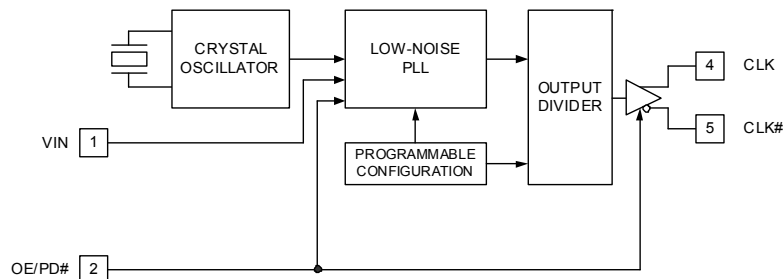 CRYSTAL
OSCILLATOR
LOW-NOISE
PLL
OUTPUT
DIVIDER
4 CLK
5 CLK#
VIN 1
PROGRAMMABLE
CONFIGURATION
OE/PD# 2